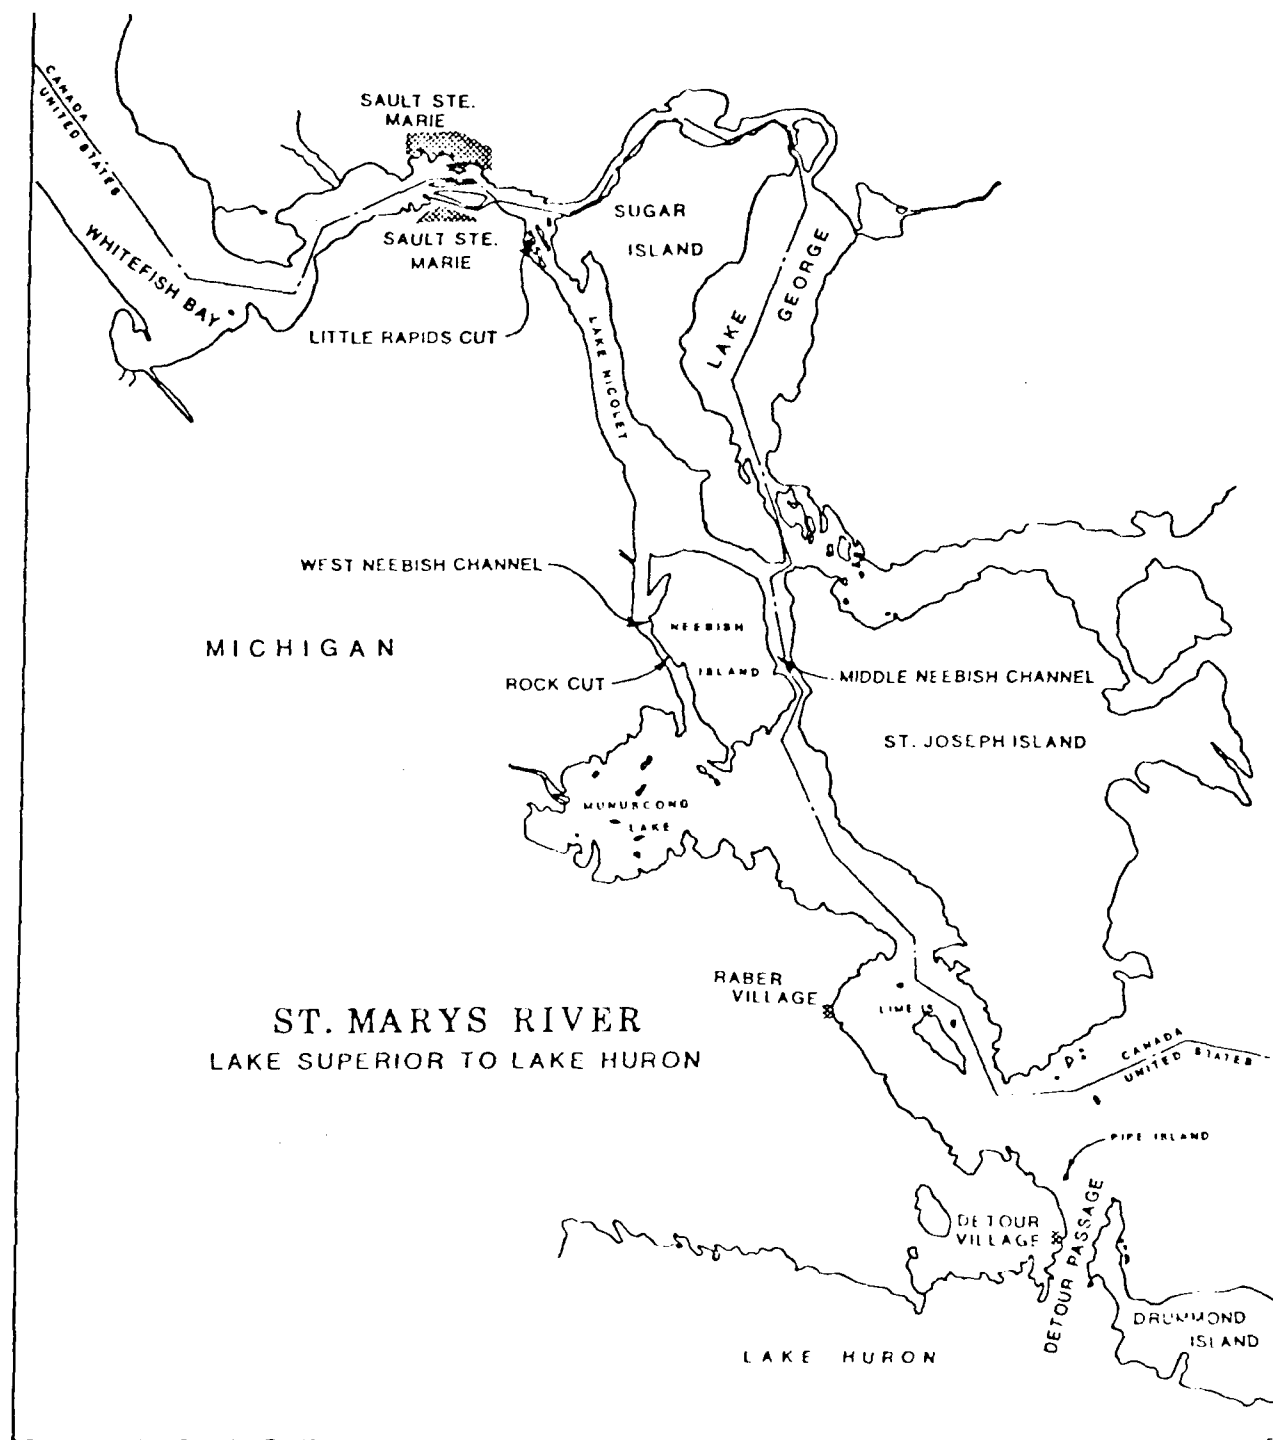 SAULT STE.
MARIE
CANADA
UNITED STATES
SUGAR
ISLAND
SAULT STE.
MARIE
WHITEFISH BAY
LAKE GEORGE
LITTLE RAPIDS CUT
LAKE NICOLET
WEST NEEBISH CHANNEL
NEEBISH
ISLAND
MICHIGAN
ROCK CUT
MIDDLE NEEBISH CHANNEL
ST. JOSEPH ISLAND
MUNUSCONG
LAKE
RABER
VILLAGE
LIME IS
ST. MARYS RIVER
LAKE SUPERIOR TO LAKE HURON
CANADA
UNITED STATES
PIPE ISLAND
DETOUR
VILLAGE
DETOUR PASSAGE
DRUMMOND
ISLAND
LAKE HURON